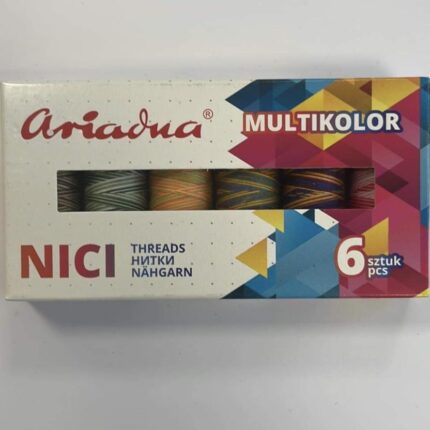 ariadna®
MULTIKOLOR
NICI
THREADS
НИТКИ
NÄHGARN
6 sztuk
pcs